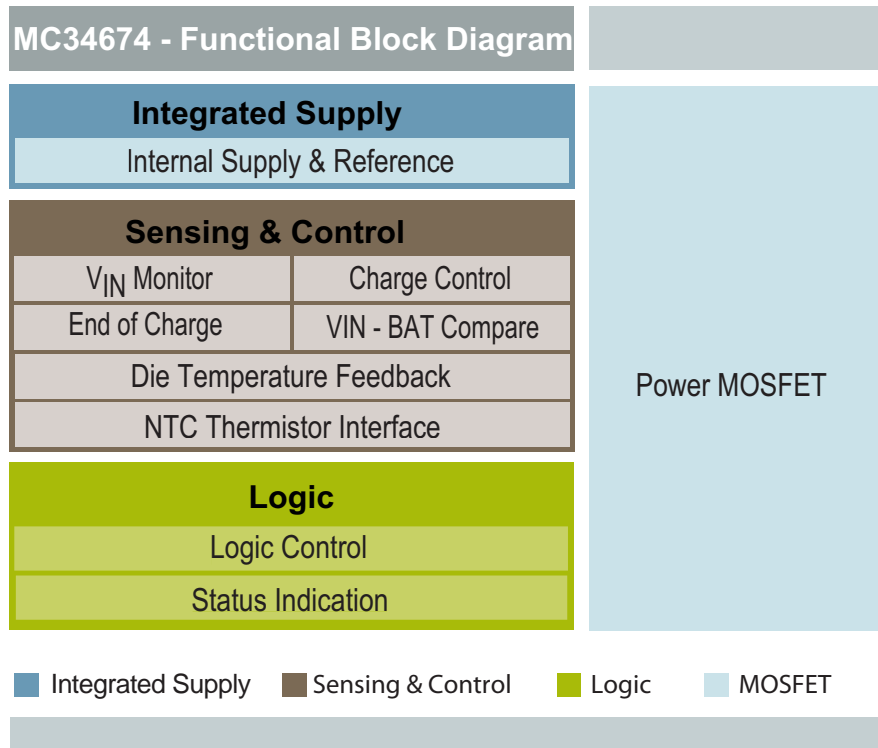 MC34674 - Functional Block Diagram
Integrated Supply
Internal Supply & Reference
Sensing & Control
VIN Monitor
Charge Control
End of Charge
VIN - BAT Compare
Die Temperature Feedback
NTC Thermistor Interface
Logic
Logic Control
Status Indication
Power MOSFET
Integrated Supply
Sensing & Control
Logic
MOSFET